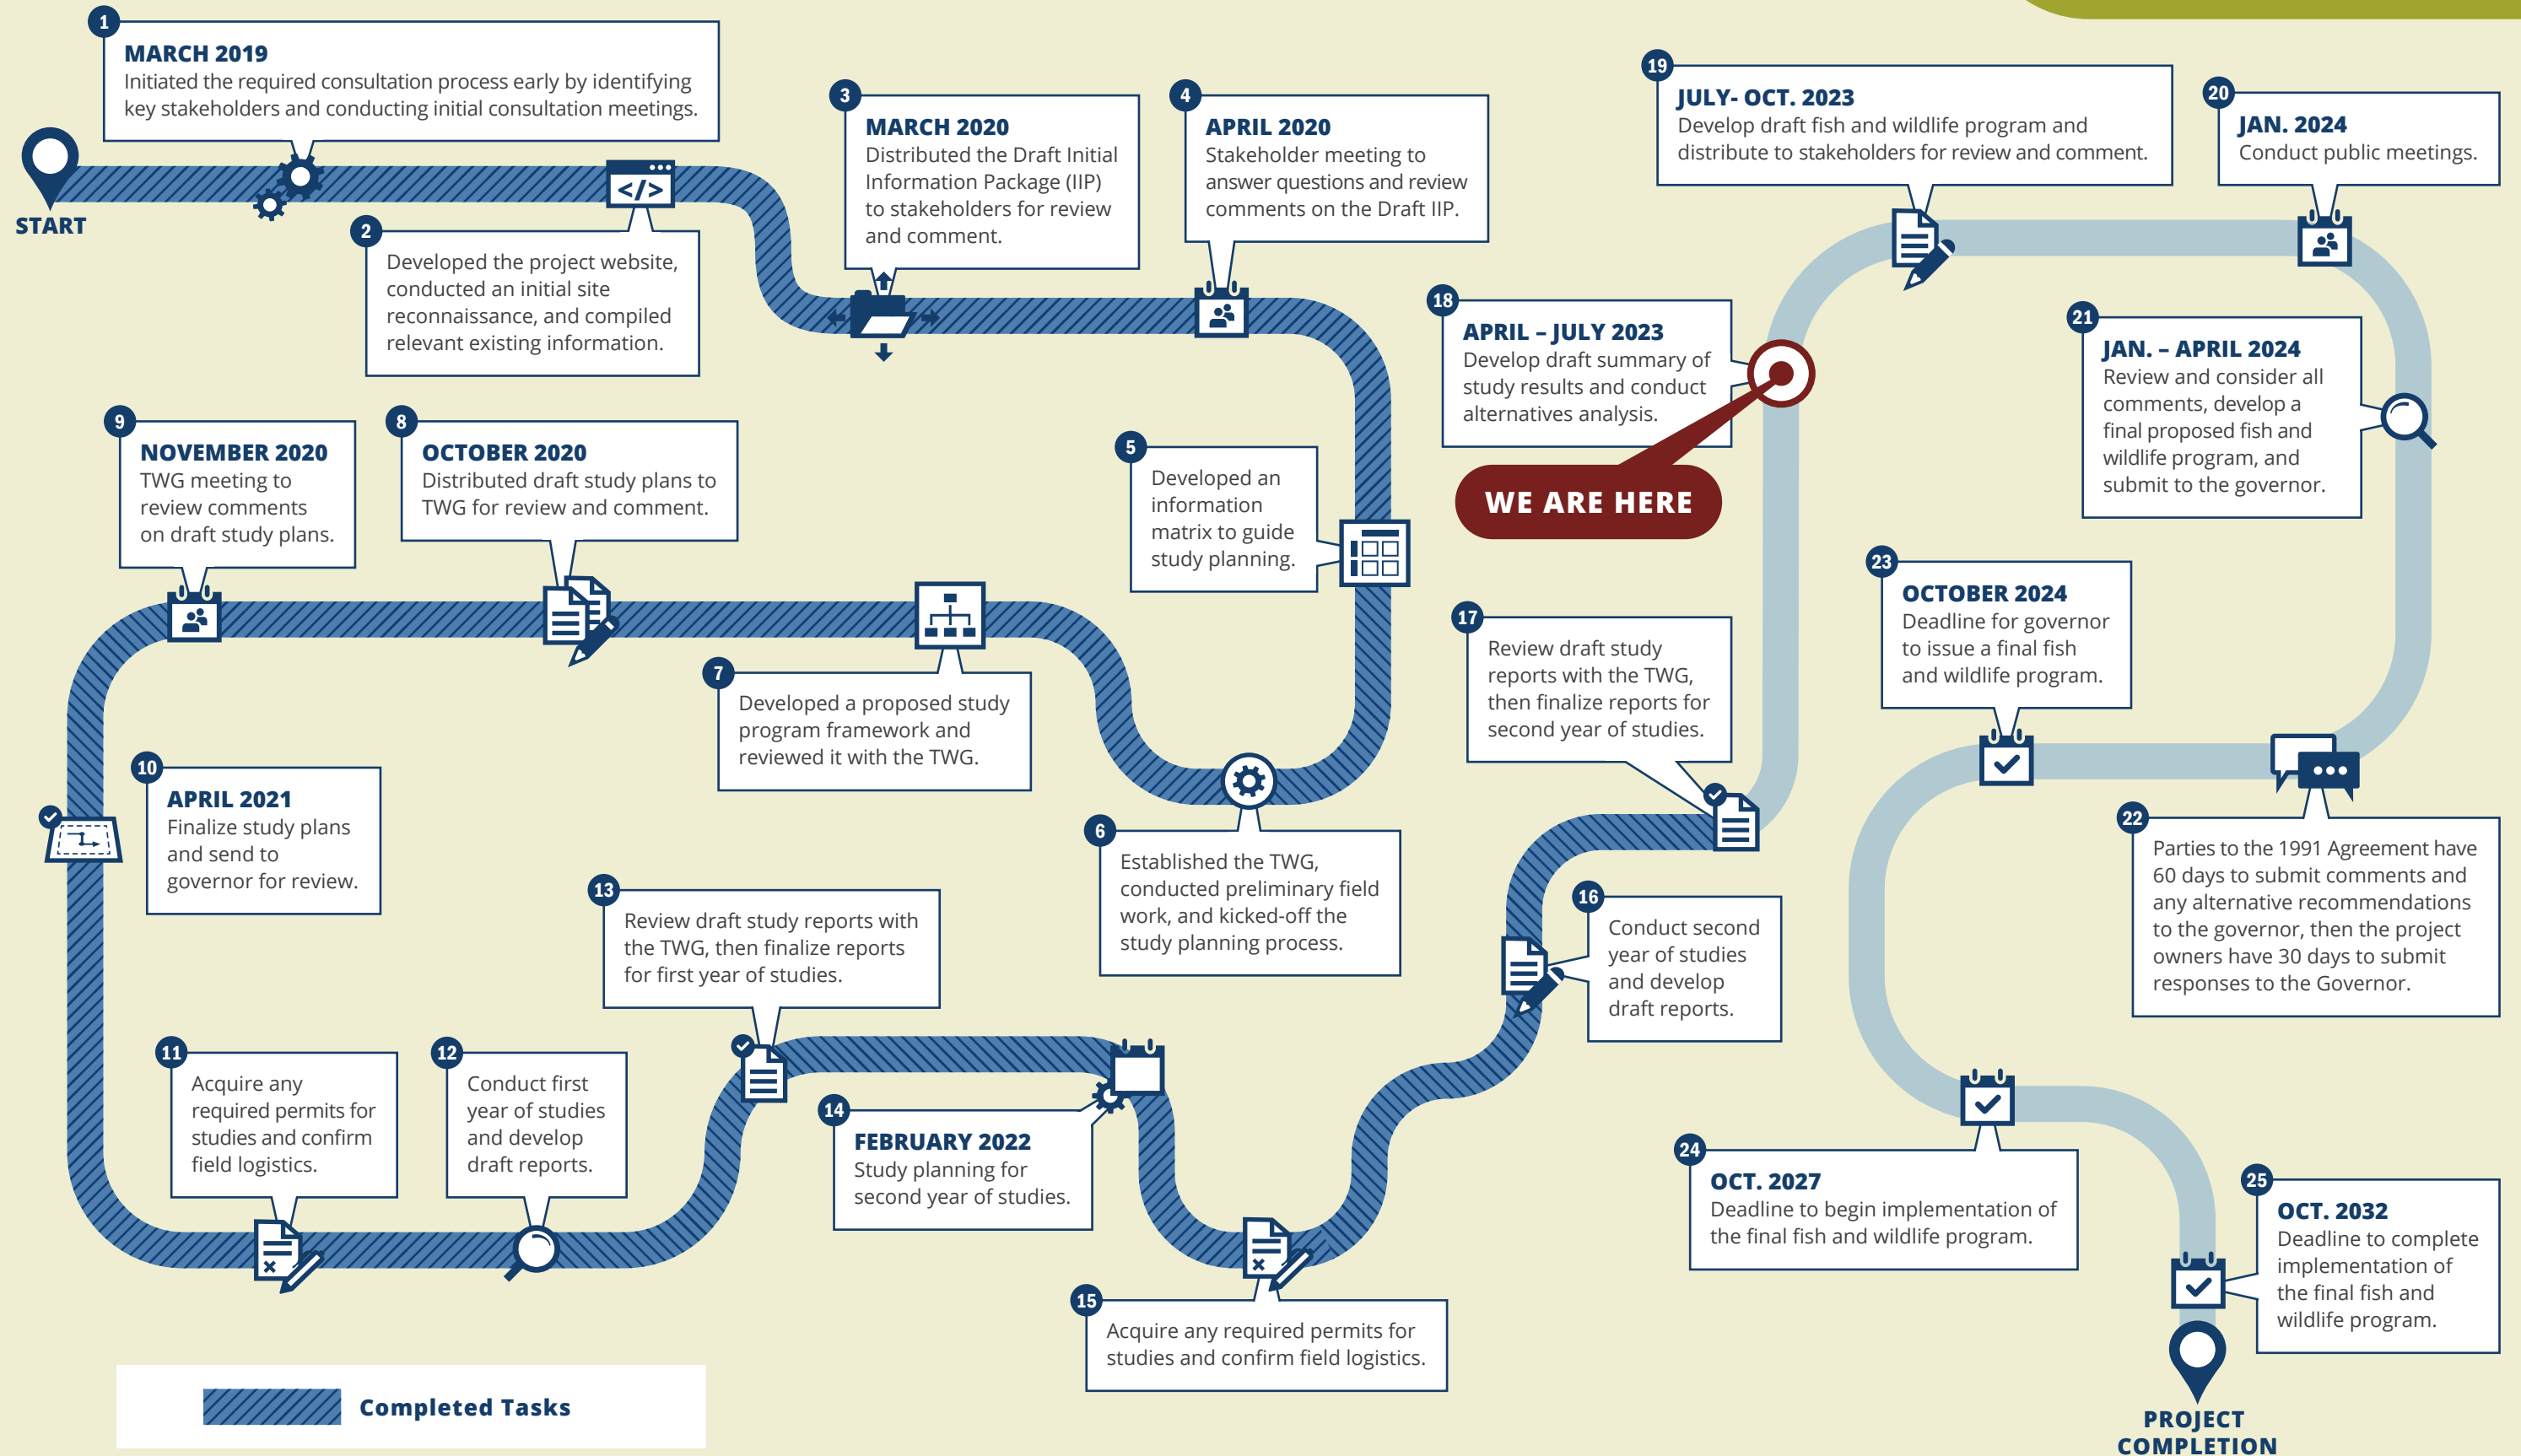 START
1
MARCH 2019
Initiated the required consultation process early by identifying
key stakeholders and conducting initial consultation meetings.
</>
2
Developed the project website,
conducted an initial site
reconnaissance, and compiled
relevant existing information.
3
MARCH 2020
Distributed the Draft Initial
Information Package (IIP)
to stakeholders for review
and comment.
4
APRIL 2020
Stakeholder meeting to
answer questions and review
comments on the Draft IIP.
5
Developed an
information
matrix to guide
study planning.
6
Established the TWG,
conducted preliminary field
work, and kicked-off the
study planning process.
7
Developed a proposed study
program framework and
reviewed it with the TWG.
8
OCTOBER 2020
Distributed draft study plans to
TWG for review and comment.
9
NOVEMBER 2020
TWG meeting to
review comments
on draft study plans.
10
APRIL 2021
Finalize study plans
and send to
governor for review.
11
Acquire any
required permits for
studies and confirm
field logistics.
12
Conduct first
year of studies
and develop
draft reports.
13
Review draft study reports with
the TWG, then finalize reports
for first year of studies.
14
FEBRUARY 2022
Study planning for
second year of studies.
15
Acquire any required permits for
studies and confirm field logistics.
16
Conduct second
year of studies
and develop
draft reports.
17
Review draft study
reports with the TWG,
then finalize reports for
second year of studies.
18
APRIL – JULY 2023
Develop draft summary of
study results and conduct
alternatives analysis.
WE ARE HERE
19
JULY- OCT. 2023
Develop draft fish and wildlife program and
distribute to stakeholders for review and comment.
20
JAN. 2024
Conduct public meetings.
21
JAN. – APRIL 2024
Review and consider all
comments, develop a
final proposed fish and
wildlife program, and
submit to the governor.
22
Parties to the 1991 Agreement have
60 days to submit comments and
any alternative recommendations
to the governor, then the project
owners have 30 days to submit
responses to the Governor.
23
OCTOBER 2024
Deadline for governor
to issue a final fish
and wildlife program.
24
OCT. 2027
Deadline to begin implementation of
the final fish and wildlife program.
25
OCT. 2032
Deadline to complete
implementation of
the final fish and
wildlife program.
PROJECT
COMPLETION
Completed Tasks